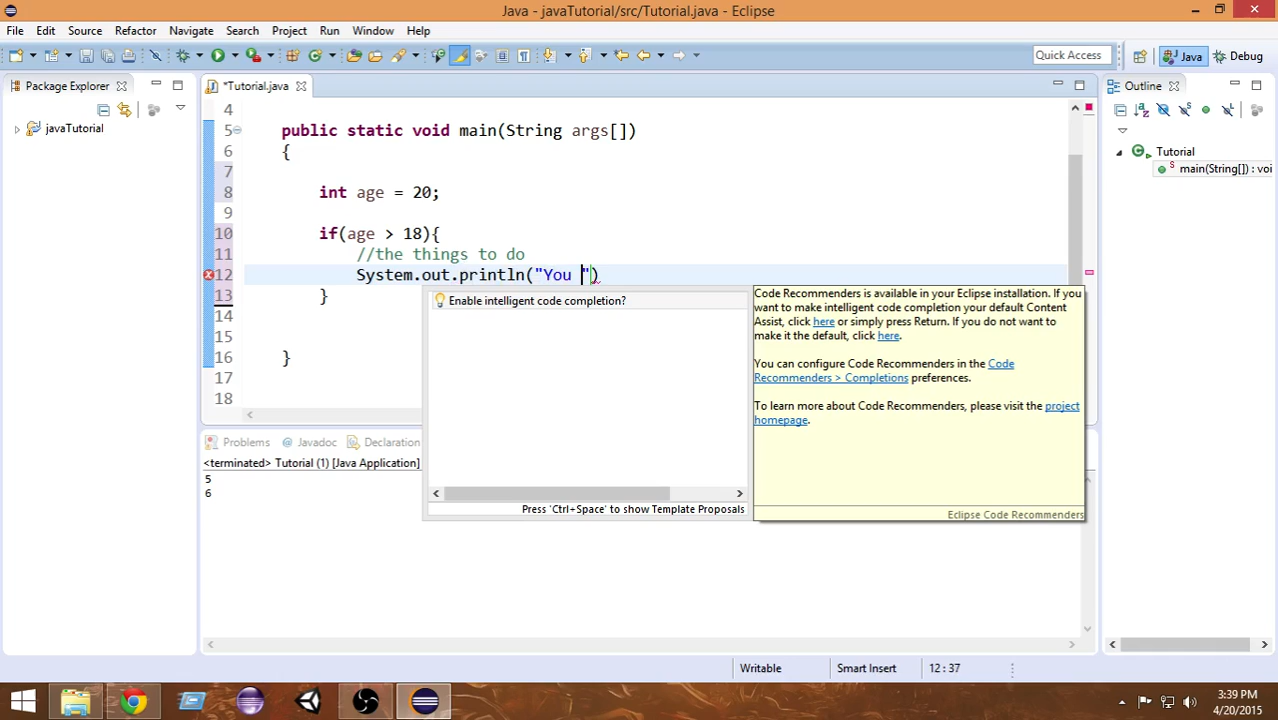 Java - javaTutorial/src/Tutorial.java - Eclipse
File Edit Source Refactor Navigate Search Project Run Window Help
Quick Access Java Debug
Package Explorer *Tutorial.java Outline
4
5 public static void main(String args[])
6 {
7
8 int age = 20;
9
10 if(age > 18){
11 //the things to do
12 System.out.println("You ")
13 }
14
15
16 }
17
18
javaTutorial
Tutorial
main(String[]) : voi
Enable intelligent code completion?
Press 'Ctrl+Space' to show Template Proposals
Code Recommenders is available in your Eclipse installation. If you
want to make intelligent code completion your default Content
Assist, click here or simply press Return. If you do not want to
make it the default, click here.
You can configure Code Recommenders in the Code
Recommenders > Completions preferences.
To learn more about Code Recommenders, please visit the project
homepage.
Eclipse Code Recommenders
Problems @ Javadoc Declaration
<terminated> Tutorial (1) [Java Application]
5
6
Writable Smart Insert 12 : 37
3:39 PM
4/20/2015